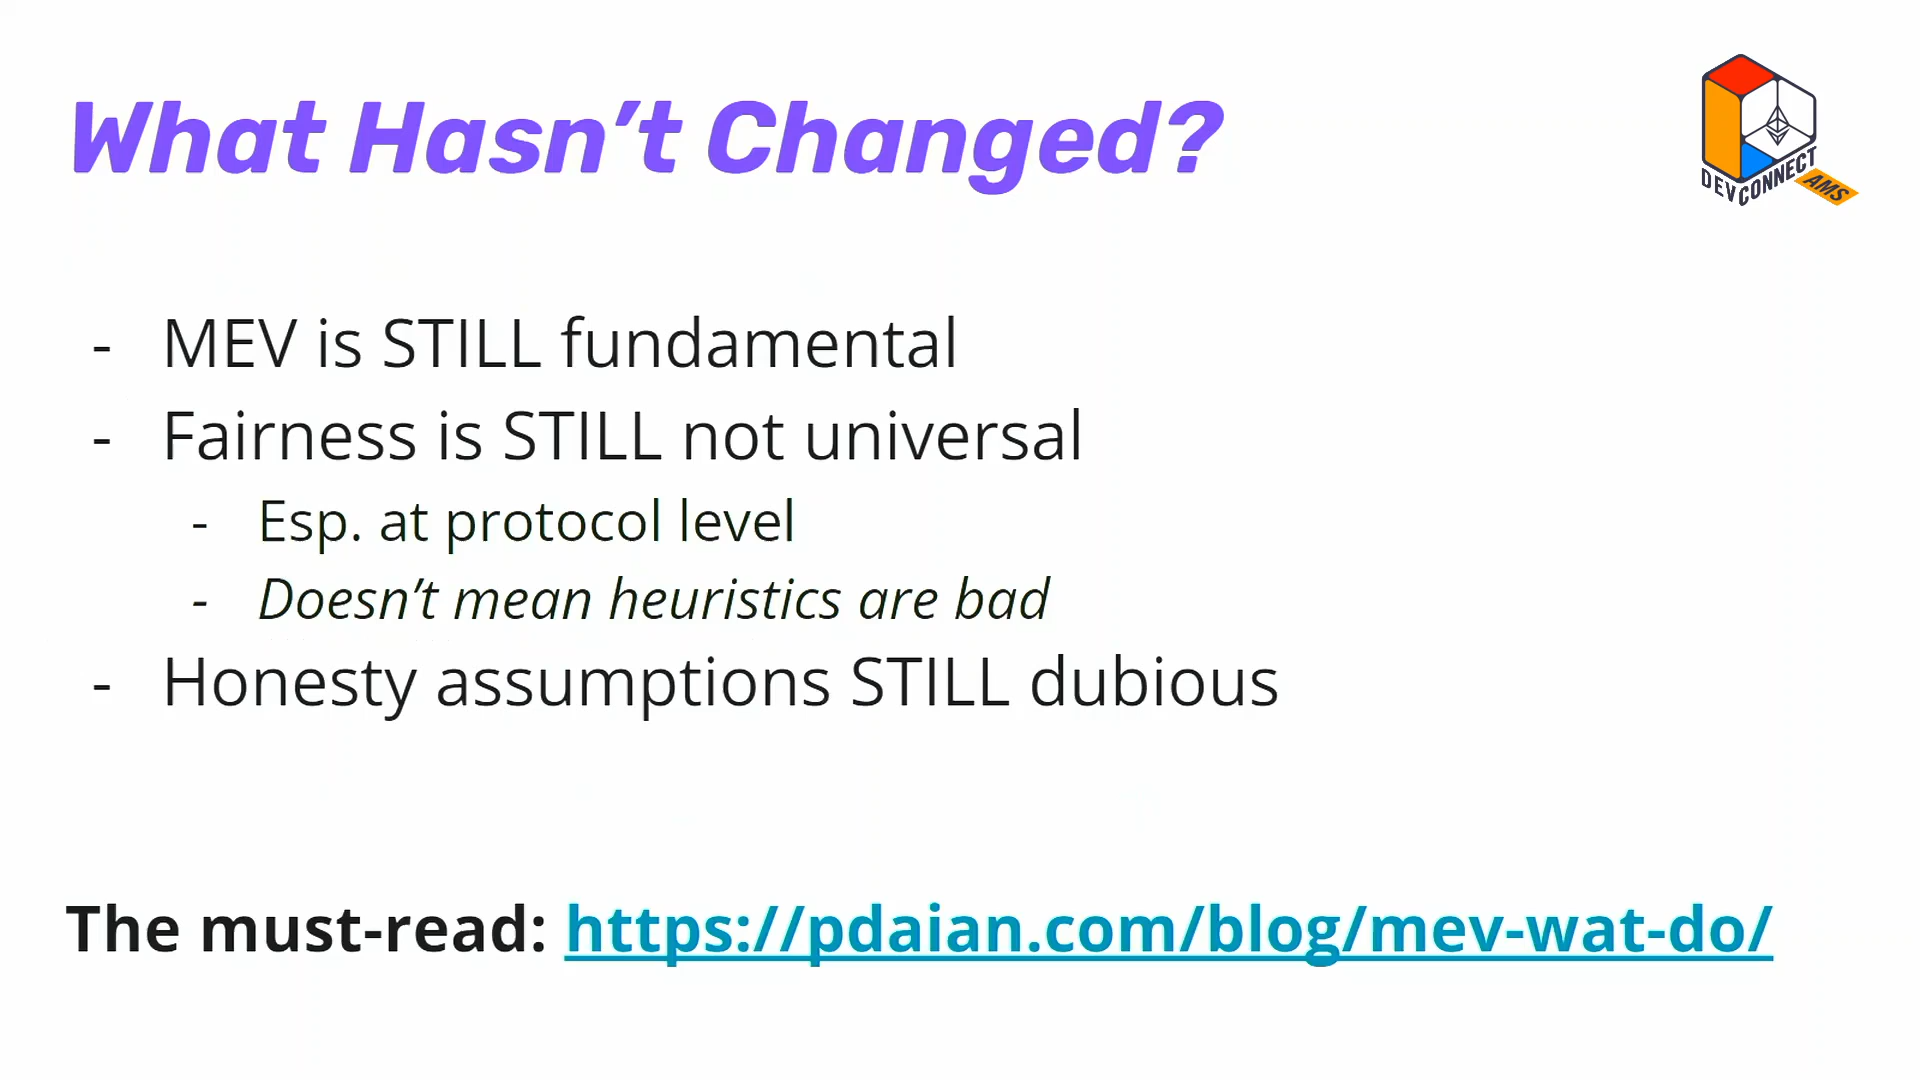 What Hasn’t Changed?
DEVCONNECT
AMS
- MEV is STILL fundamental
- Fairness is STILL not universal
- Esp. at protocol level
- Doesn’t mean heuristics are bad
- Honesty assumptions STILL dubious
The must-read: https://pdaian.com/blog/mev-wat-do/